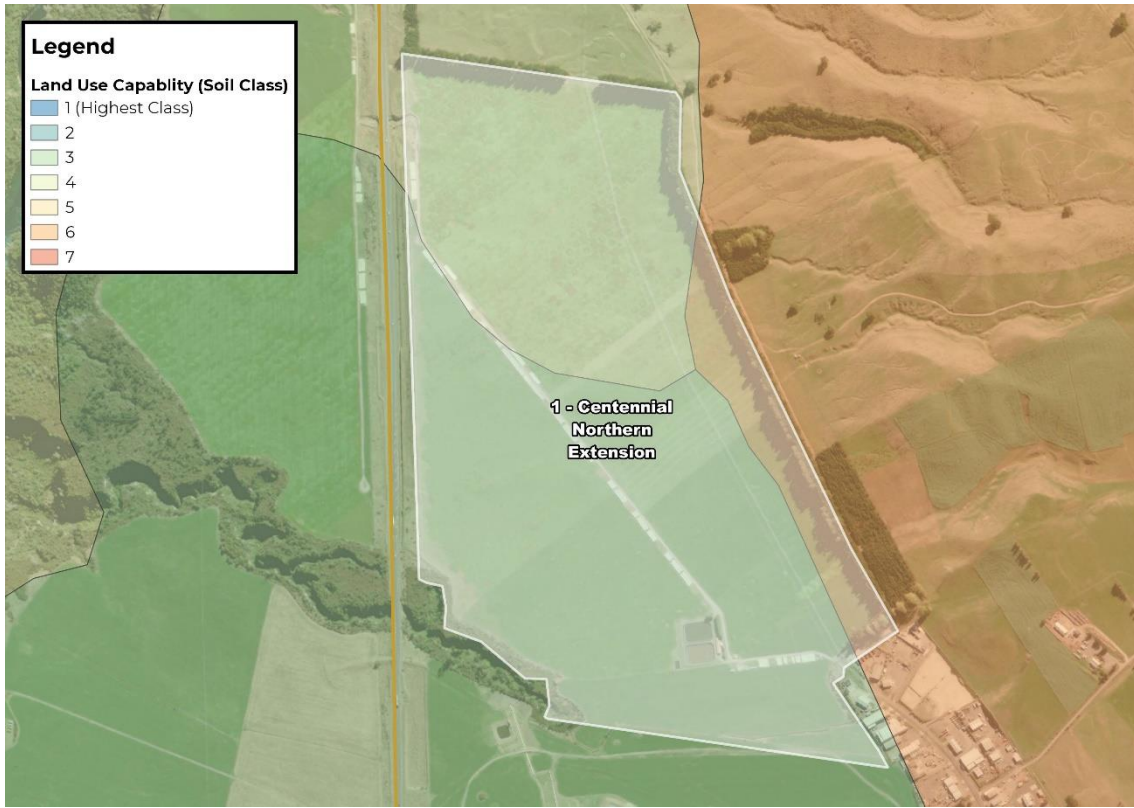 Legend
Land Use Capablity (Soil Class)
1 (Highest Class)
2
3
4
5
6
7
1 - Centennial
Northern
Extension